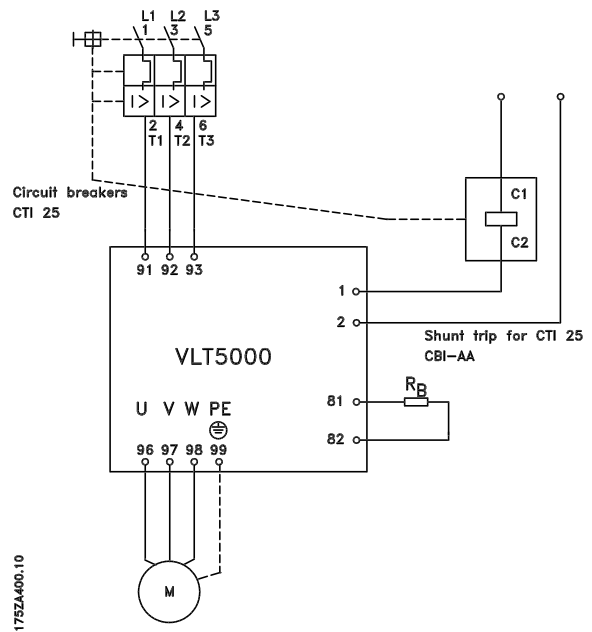 L1 L2 L3
1 3 5
I> I> I>
2 4 6
T1 T2 T3
Circuit breakers
CTI 25
C1
C2
91 92 93
1
2
Shunt trip for CTI 25
CBI-AA
VLT5000
RB
81
82
U V W PE
96 97 98 99
M
175ZA400.10